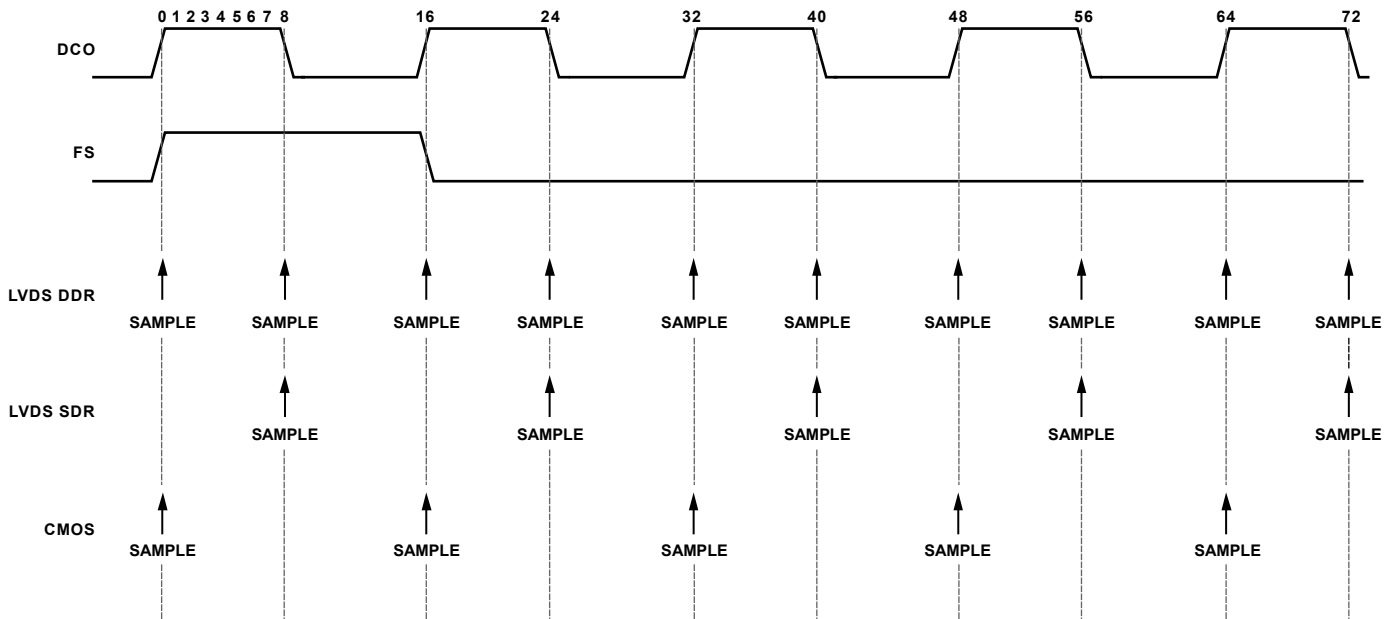 0 1 2 3 4 5 6 7 8 16 24 32 40 48 56 64 72
DCO
FS
LVDS DDR
SAMPLE SAMPLE SAMPLE SAMPLE SAMPLE SAMPLE SAMPLE SAMPLE SAMPLE SAMPLE
LVDS SDR
SAMPLE SAMPLE SAMPLE SAMPLE SAMPLE
CMOS
SAMPLE SAMPLE SAMPLE SAMPLE SAMPLE